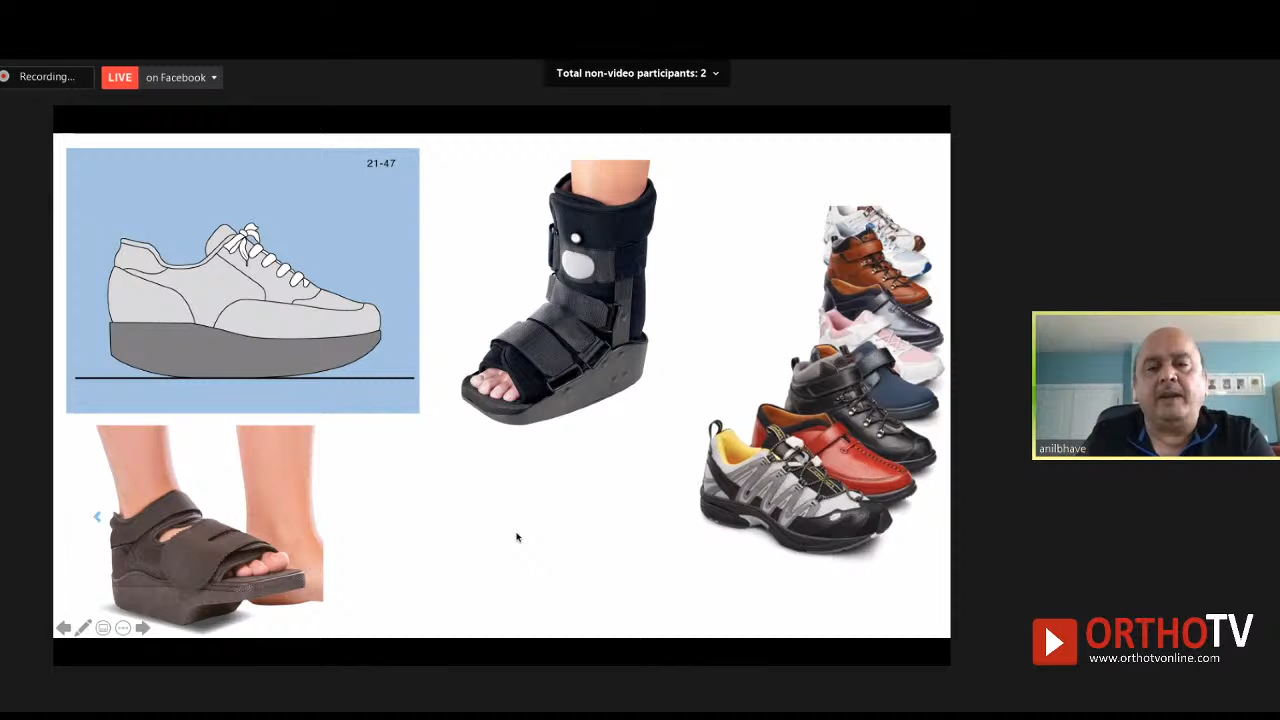 Recording...
LIVE on Facebook
Total non-video participants: 2
21-47
anilbhave
ORTHOTV
www.orthotvonline.com